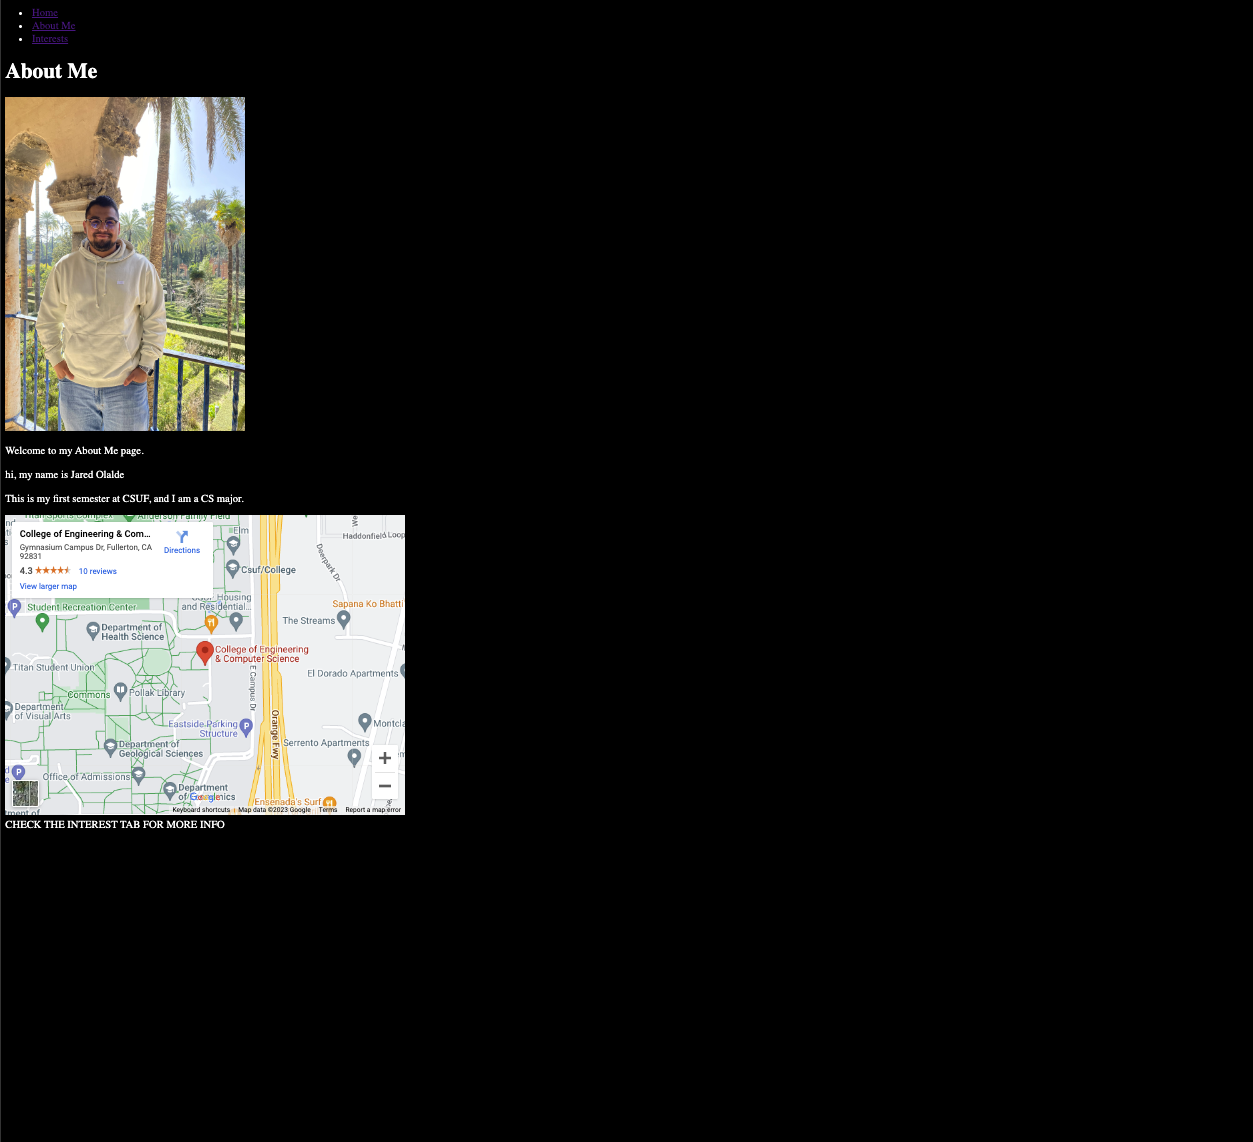 Home
About Me
Interests
About Me
Welcome to my About Me page.
hi, my name is Jared Olalde
This is my first semester at CSUF, and I am a CS major.
Titan Sports Complex
Anderson Family Field
College of Engineering & Com...
Gymnasium Campus Dr, Fullerton, CA
92831
Directions
4.3
10 reviews
View larger map
Elm
Csuf/College
Haddonfield Loop
Deerpark Dr
Housing
and Residential...
Sapana Ko Bhatti
Student Recreation Center
The Streams
Department of
Health Science
College of Engineering
& Computer Science
Titan Student Union
El Dorado Apartments
E Campus Dr
Commons
Pollak Library
Department
of Visual Arts
Eastside Parking
Structure
Orange Fwy
Serrento Apartments
Department of
Geological Sciences
Office of Admissions
Department
Google
Ensenada's Surf
Keyboard shortcuts
Map data ©2023 Google
Terms
Report a map error
CHECK THE INTEREST TAB FOR MORE INFO